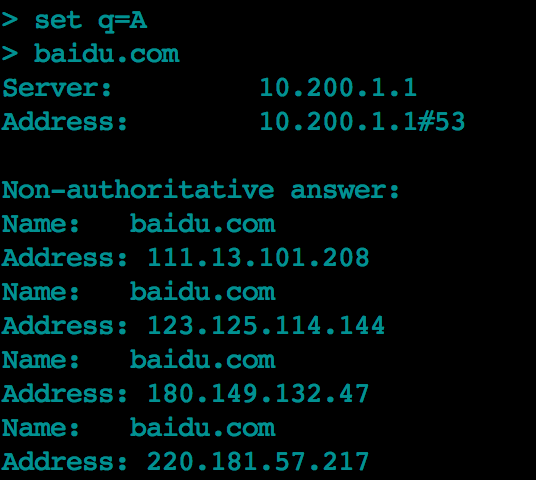 > set q=A
> baidu.com
Server: 10.200.1.1
Address: 10.200.1.1#53
Non-authoritative answer:
Name: baidu.com
Address: 111.13.101.208
Name: baidu.com
Address: 123.125.114.144
Name: baidu.com
Address: 180.149.132.47
Name: baidu.com
Address: 220.181.57.217